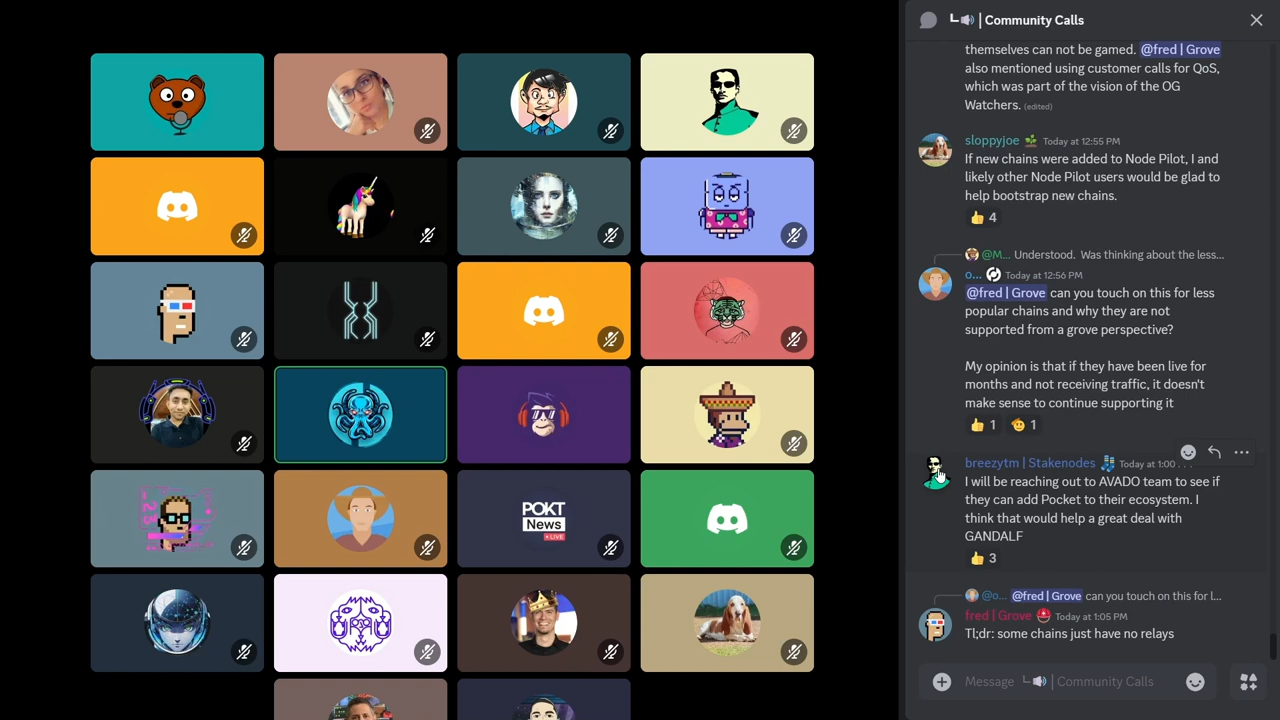 └ | Community Calls
themselves can not be gamed. @fred | Grove
also mentioned using customer calls for QoS,
which was part of the vision of the OG
Watchers. (edited)
sloppyjoe Today at 12:55 PM
If new chains were added to Node Pilot, I and
likely other Node Pilot users would be glad to
help bootstrap new chains.
4
@M... Understood. Was thinking about the less...
o... Today at 12:56 PM
@fred | Grove can you touch on this for less
popular chains and why they are not
supported from a grove perspective?
My opinion is that if they have been live for
months and not receiving traffic, it doesn't
make sense to continue supporting it
1 1
breezytm | Stakenodes Today at 1:00
I will be reaching out to AVADO team to see if
they can add Pocket to their ecosystem. I
think that would help a great deal with
GANDALF
3
@o... @fred | Grove can you touch on this for l...
fred | Grove Today at 1:05 PM
Tl;dr: some chains just have no relays
Message └ | Community Calls
POKT
News
LIVE